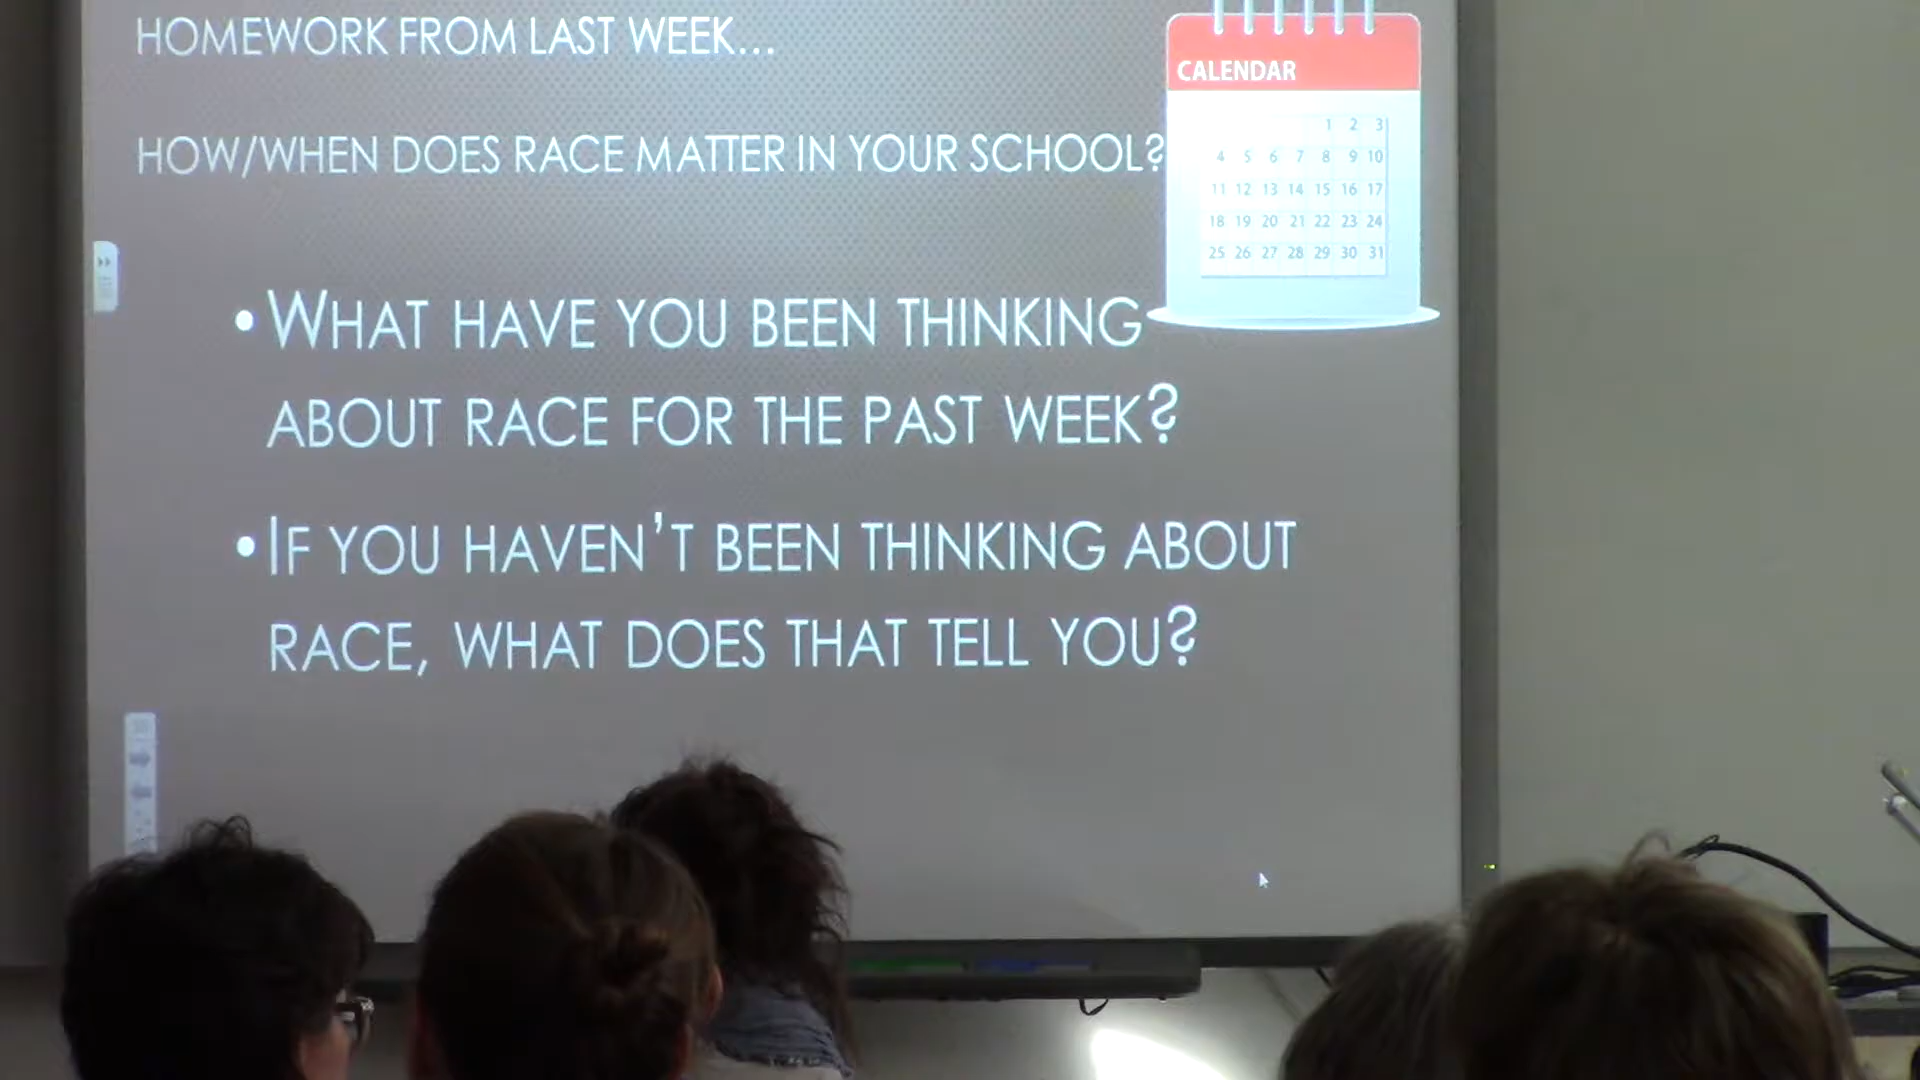 HOMEWORK FROM LAST WEEK...
HOW/WHEN DOES RACE MATTER IN YOUR SCHOOL?
CALENDAR
1 2 3
4 5 6 7 8 9 10
11 12 13 14 15 16 17
18 19 20 21 22 23 24
25 26 27 28 29 30 31
• WHAT HAVE YOU BEEN THINKING
ABOUT RACE FOR THE PAST WEEK?
• IF YOU HAVEN'T BEEN THINKING ABOUT
RACE, WHAT DOES THAT TELL YOU?